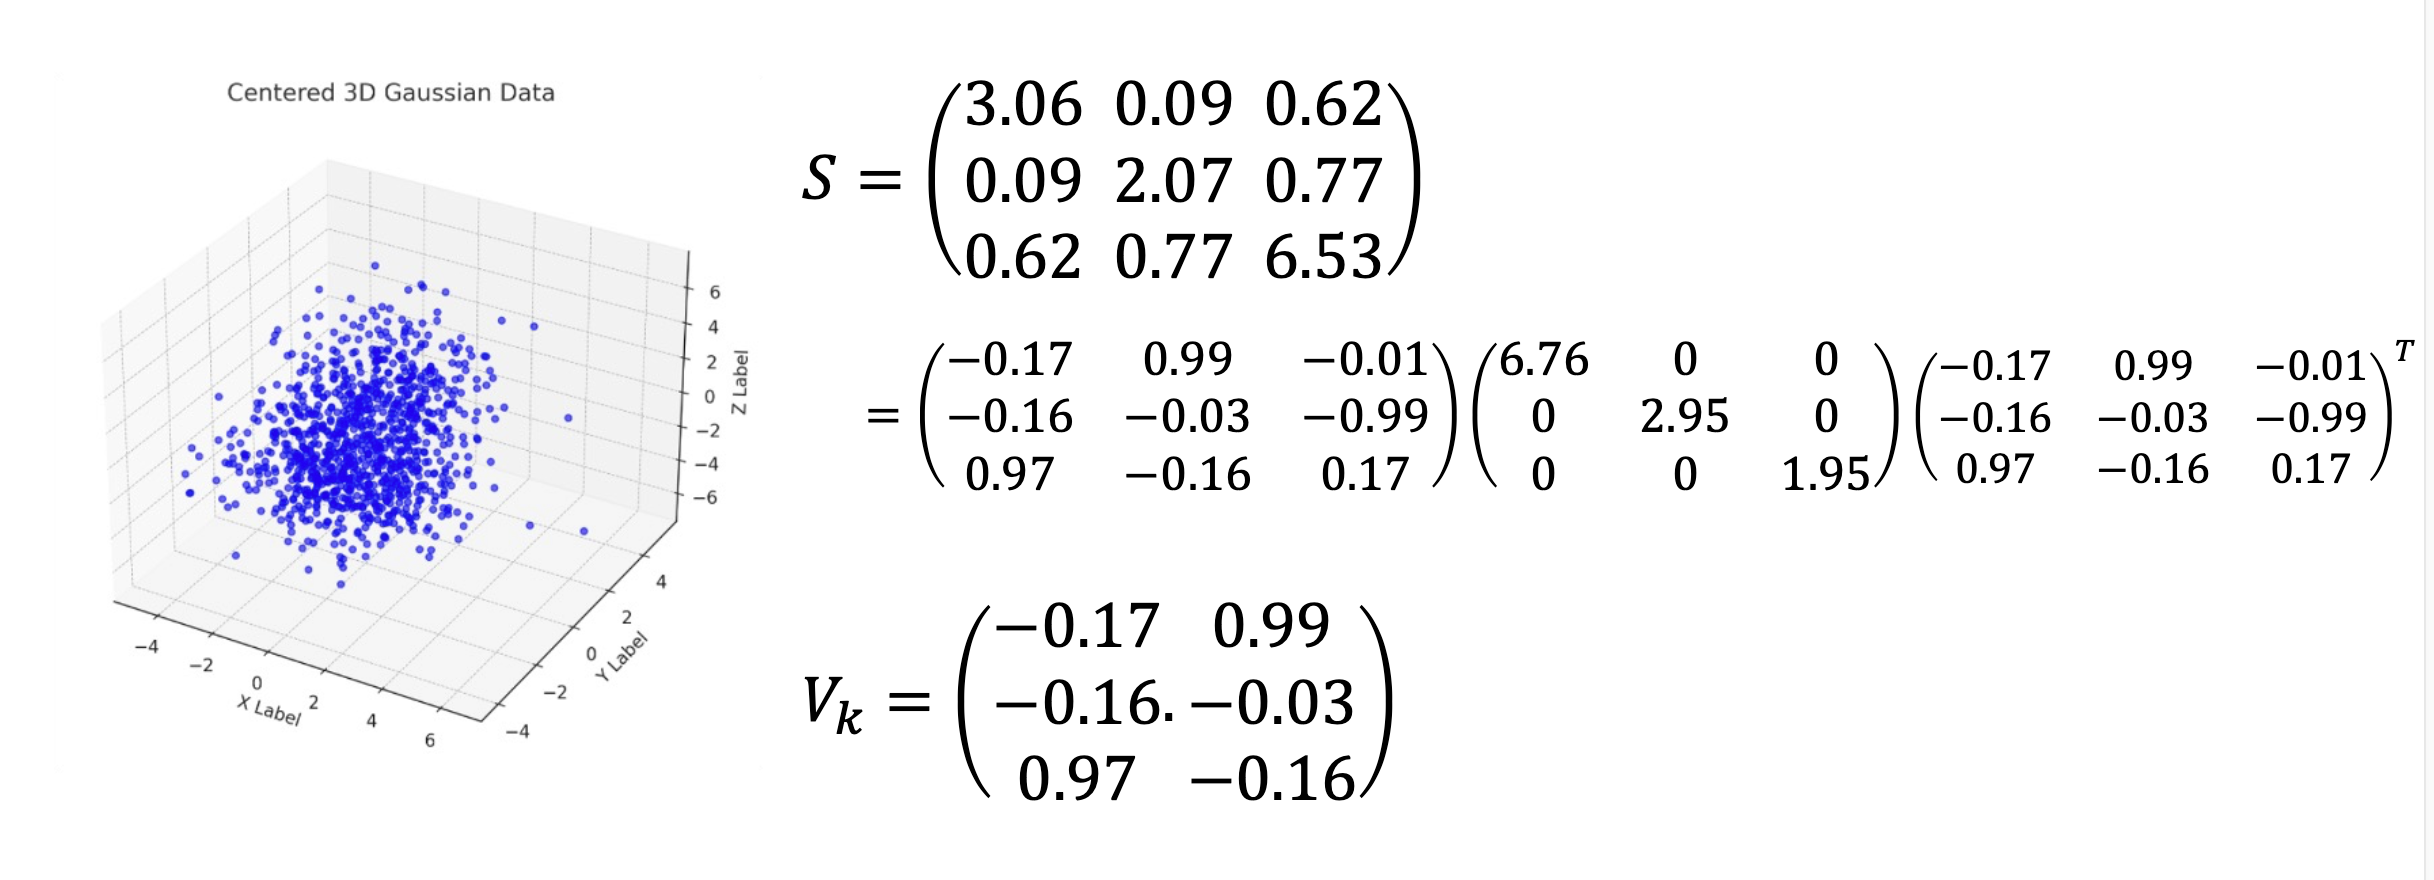 Centered 3D Gaussian Data
6
4
2
0
−2
−4
−6
Z Label
−4
−2
0
2
4
6
X Label
4
2
0
−2
−4
Y Label
S = (3.06 0.09 0.62
0.09 2.07 0.77
0.62 0.77 6.53)
= (−0.17 0.99 −0.01
−0.16 −0.03 −0.99
0.97 −0.16 0.17)
(6.76 0 0
0 2.95 0
0 0 1.95)
(−0.17 0.99 −0.01
−0.16 −0.03 −0.99
0.97 −0.16 0.17)^T
V_k = (−0.17 0.99
−0.16. −0.03
0.97 −0.16)